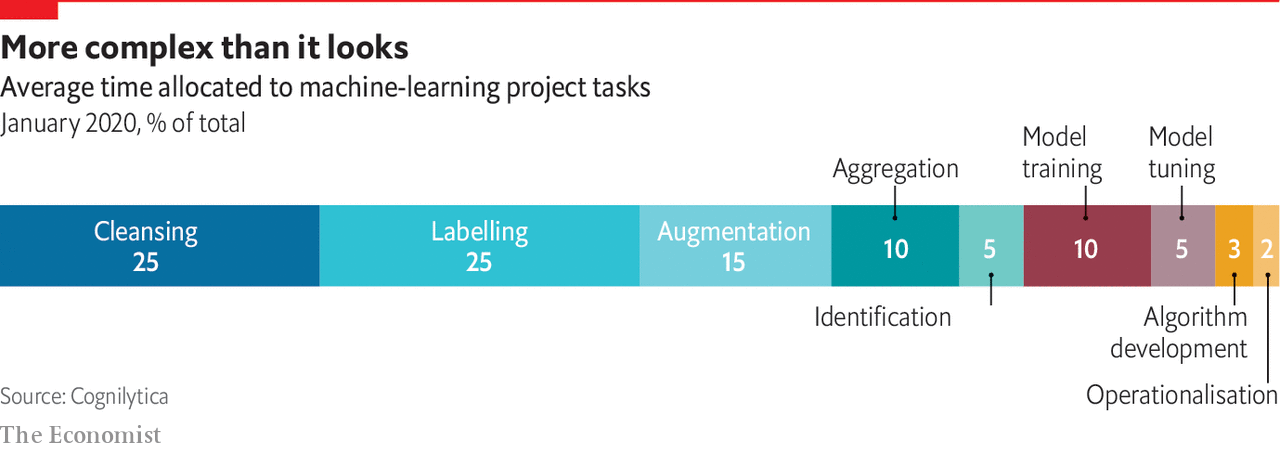 More complex than it looks
Average time allocated to machine-learning project tasks
January 2020, % of total
Cleansing
25
Labelling
25
Augmentation
15
Aggregation
10
Identification
5
Model
training
10
Model
tuning
5
Algorithm
development
3
Operationalisation
2
Source: Cognilytica
The Economist